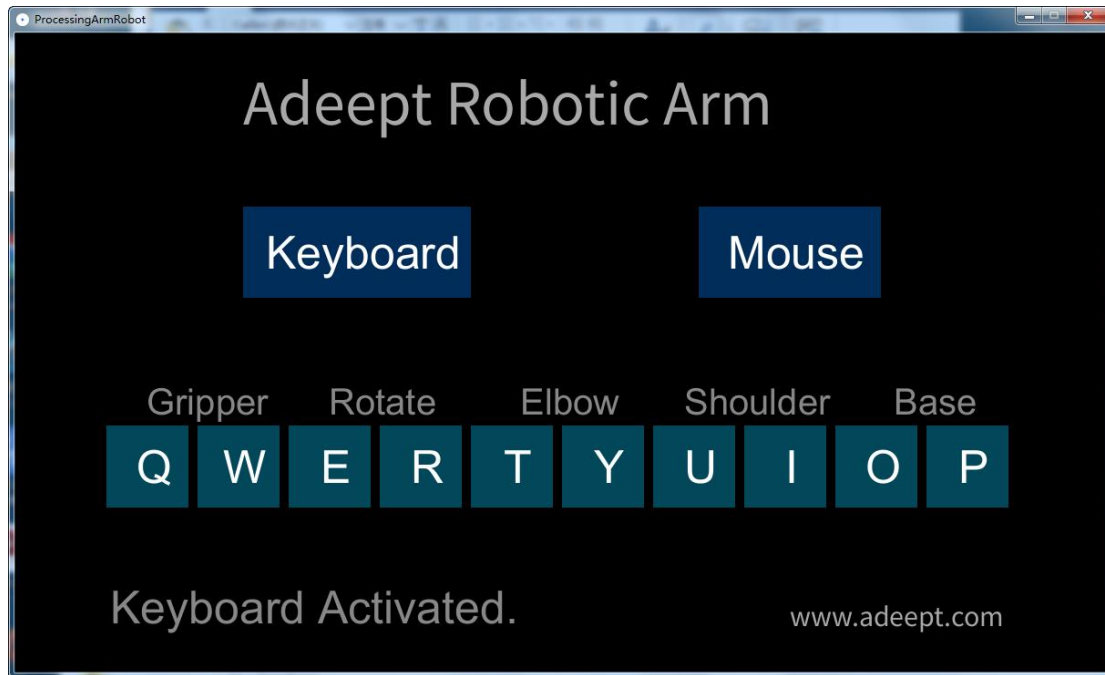 ProcessingArmRobot
Adeept Robotic Arm
Keyboard Mouse
Gripper Rotate Elbow Shoulder Base
Q W E R T Y U I O P
Keyboard Activated.
www.adeept.com